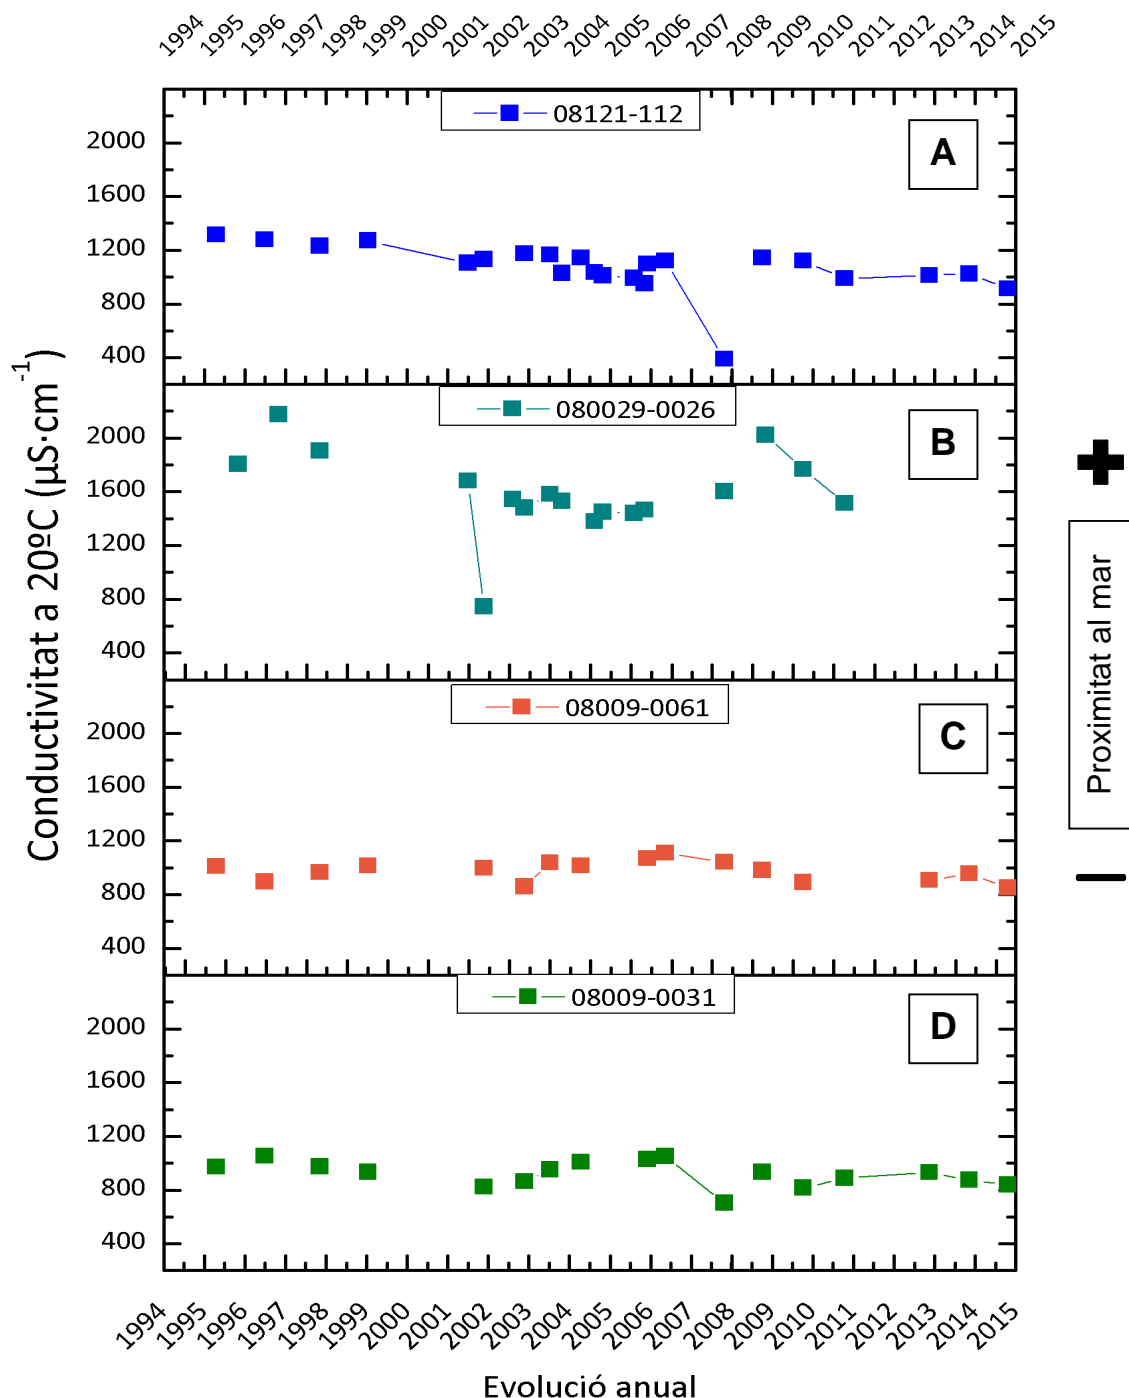 1994 1995 1996 1997 1998 1999 2000 2001 2002 2003 2004 2005 2006 2007 2008 2009 2010 2011 2012 2013 2014 2015
08121-112
A
2000
1600
1200
800
400
080029-0026
B
2000
1600
1200
800
400
08009-0061
C
2000
1600
1200
800
400
08009-0031
D
2000
1600
1200
800
400
Conductivitat a 20ºC (µS·cm⁻¹)
+
Proximitat al mar
−
1994 1995 1996 1997 1998 1999 2000 2001 2002 2003 2004 2005 2006 2007 2008 2009 2010 2011 2012 2013 2014 2015
Evolució anual